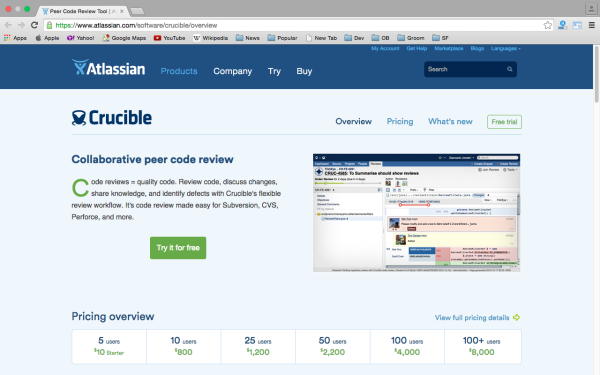 Peer Code Review Tool | A
https://www.atlassian.com/software/crucible/overview
Apps Apple Yahoo! Google Maps YouTube Wikipedia News Popular New Tab Dev OB Groom SF
My Account Get Help Marketplace Blogs Languages
Atlassian Products Company Try Buy Search
Crucible Overview Pricing What's new Free trial
Collaborative peer code review
Code reviews = quality code. Review code, discuss changes,
share knowledge, and identify defects with Crucible's flexible
review workflow. It's code review made easy for Subversion, CVS,
Perforce, and more.
Try it for free
CRUC-4585: To Summarise should show reviews
Pricing overview View full pricing details
5 users 10 users 25 users 50 users 100 users 100+ users
$10 Starter $800 $1,200 $2,200 $4,000 $8,000